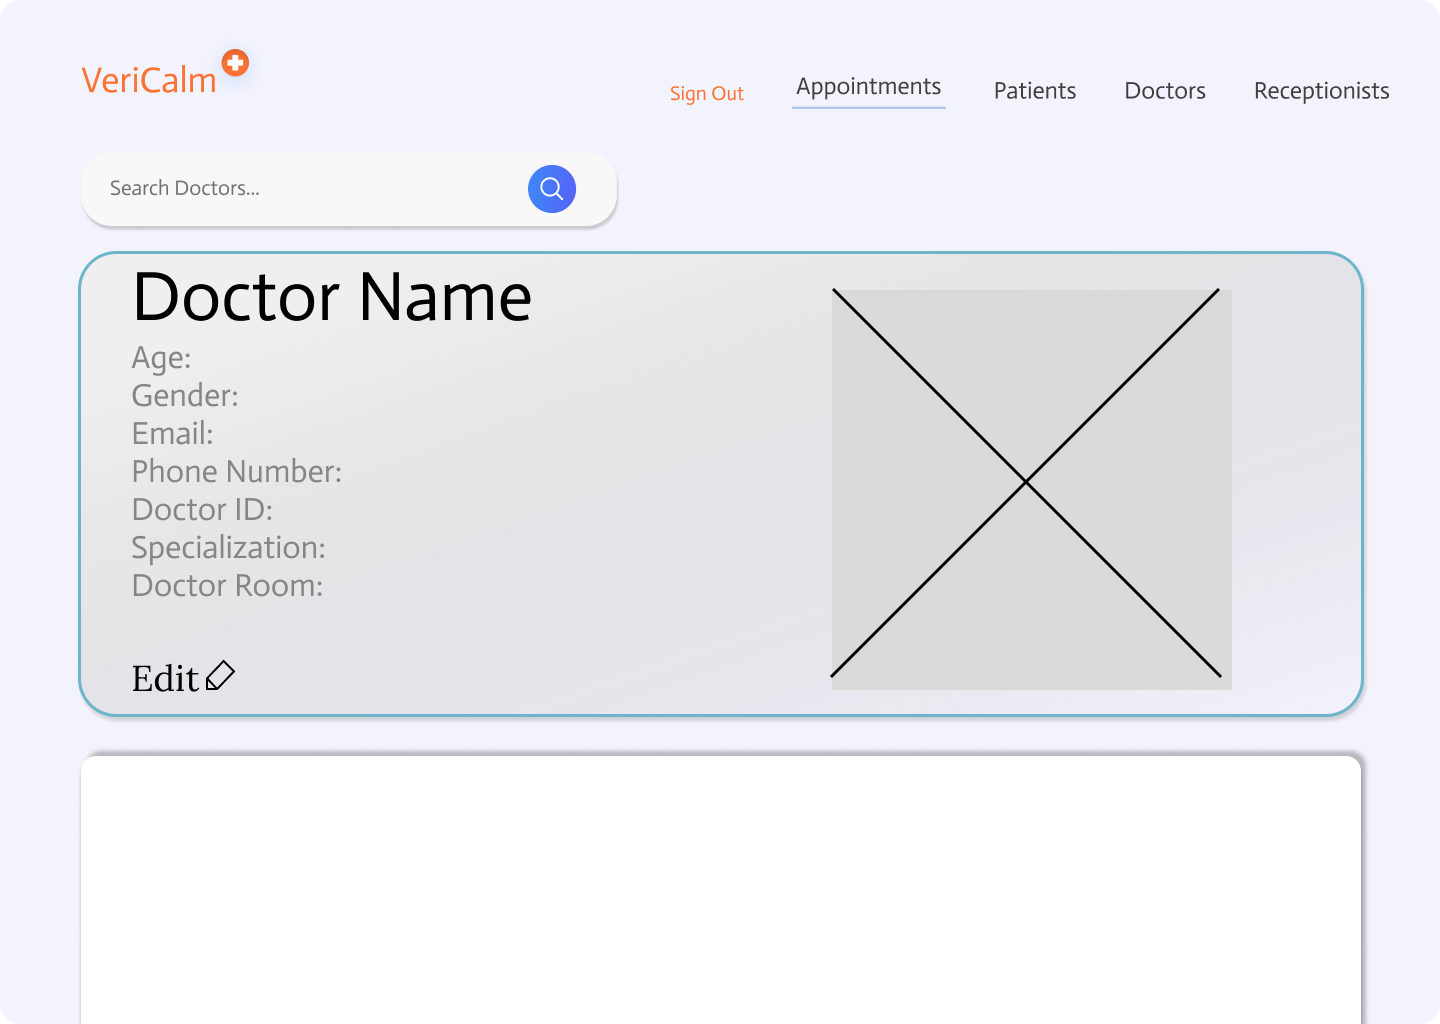 VeriCalm
Sign Out Appointments Patients Doctors Receptionists
Search Doctors...
Doctor Name
Age:
Gender:
Email:
Phone Number:
Doctor ID:
Specialization:
Doctor Room:
Edit